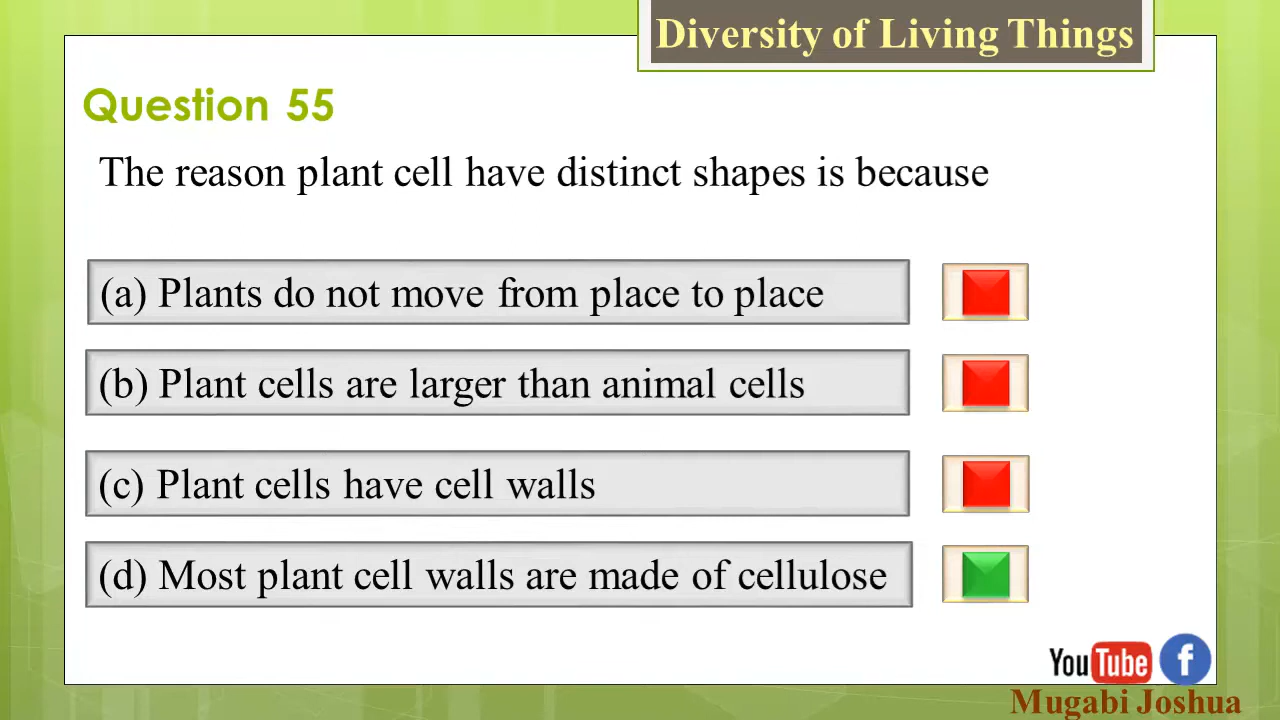 Diversity of Living Things
Question 55
The reason plant cell have distinct shapes is because
(a) Plants do not move from place to place
(b) Plant cells are larger than animal cells
(c) Plant cells have cell walls
(d) Most plant cell walls are made of cellulose
YouTube f
Mugabi Joshua